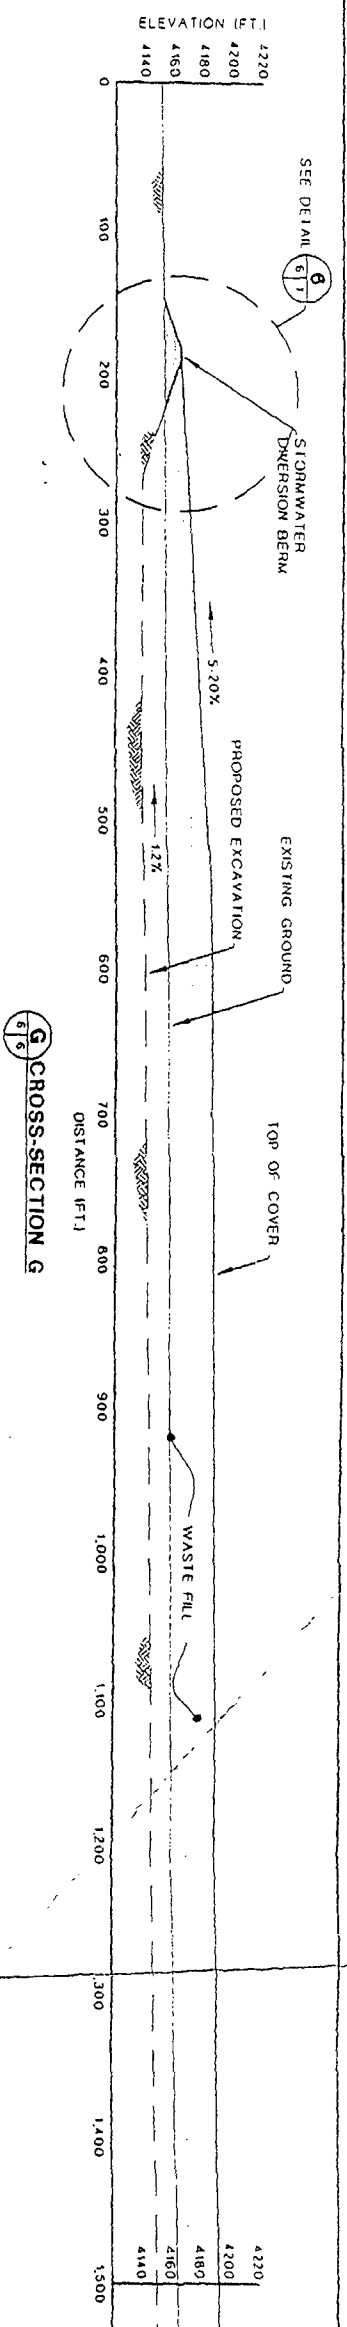 ELEVATION (FT.)
4220
4200
4180
4160
4140
SEE DETAIL
B
6 7
STORMWATER
DIVERSION BERM
5.20%
PROPOSED EXCAVATION
1.2%
EXISTING GROUND
TOP OF COVER
WASTE FILL
4220
4200
4180
4160
4140
0
100
200
300
400
500
600
700
800
900
1,000
1,100
1,200
1,300
1,400
1,500
DISTANCE (FT.)
G
6 6
CROSS-SECTION G